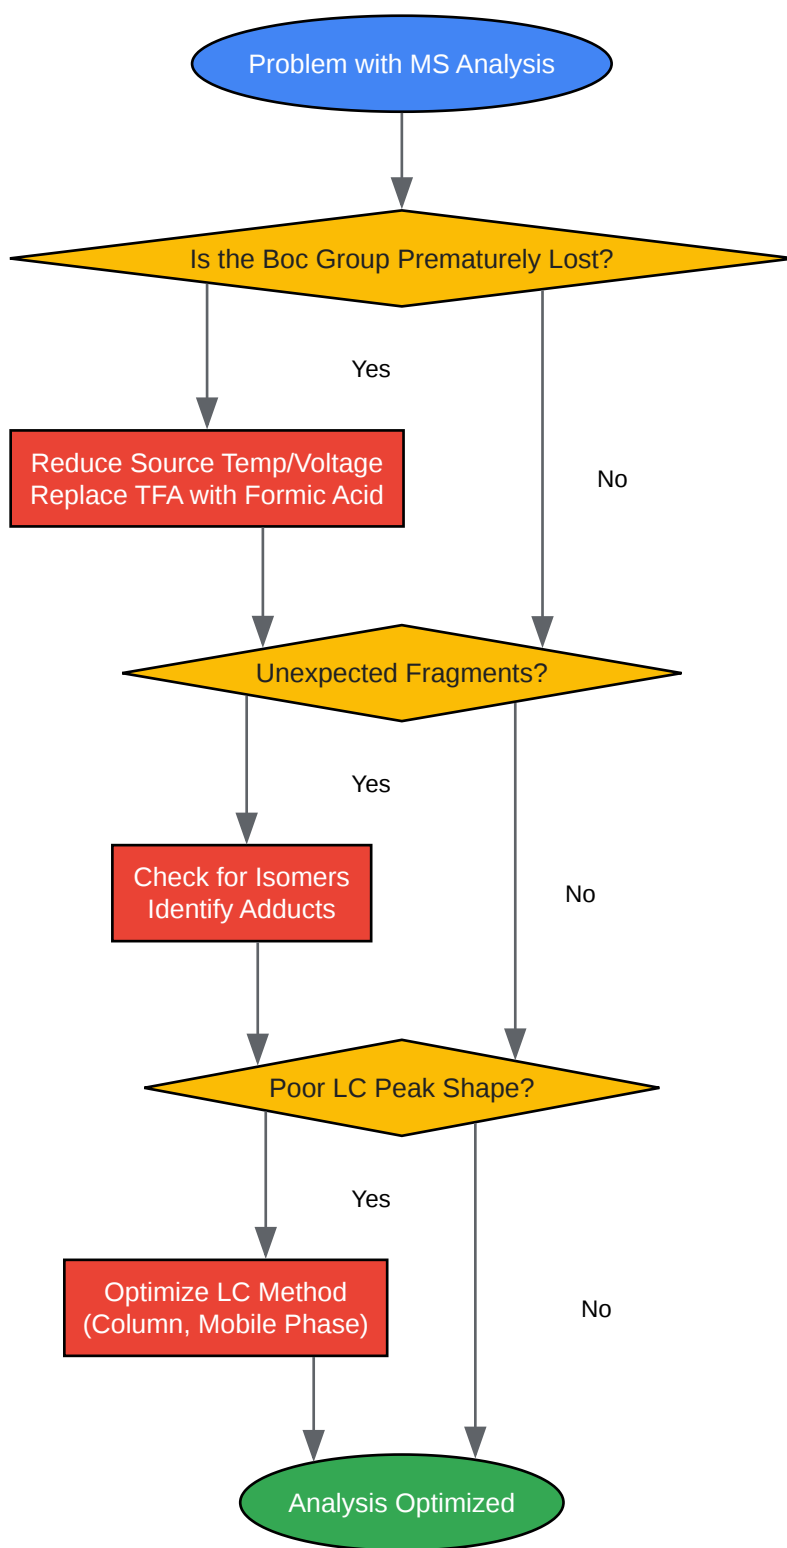 Problem with MS Analysis
Is the Boc Group Prematurely Lost?
Yes
Reduce Source Temp/Voltage
Replace TFA with Formic Acid
No
Unexpected Fragments?
Yes
Check for Isomers
Identify Adducts
No
Poor LC Peak Shape?
Yes
Optimize LC Method
(Column, Mobile Phase)
No
Analysis Optimized